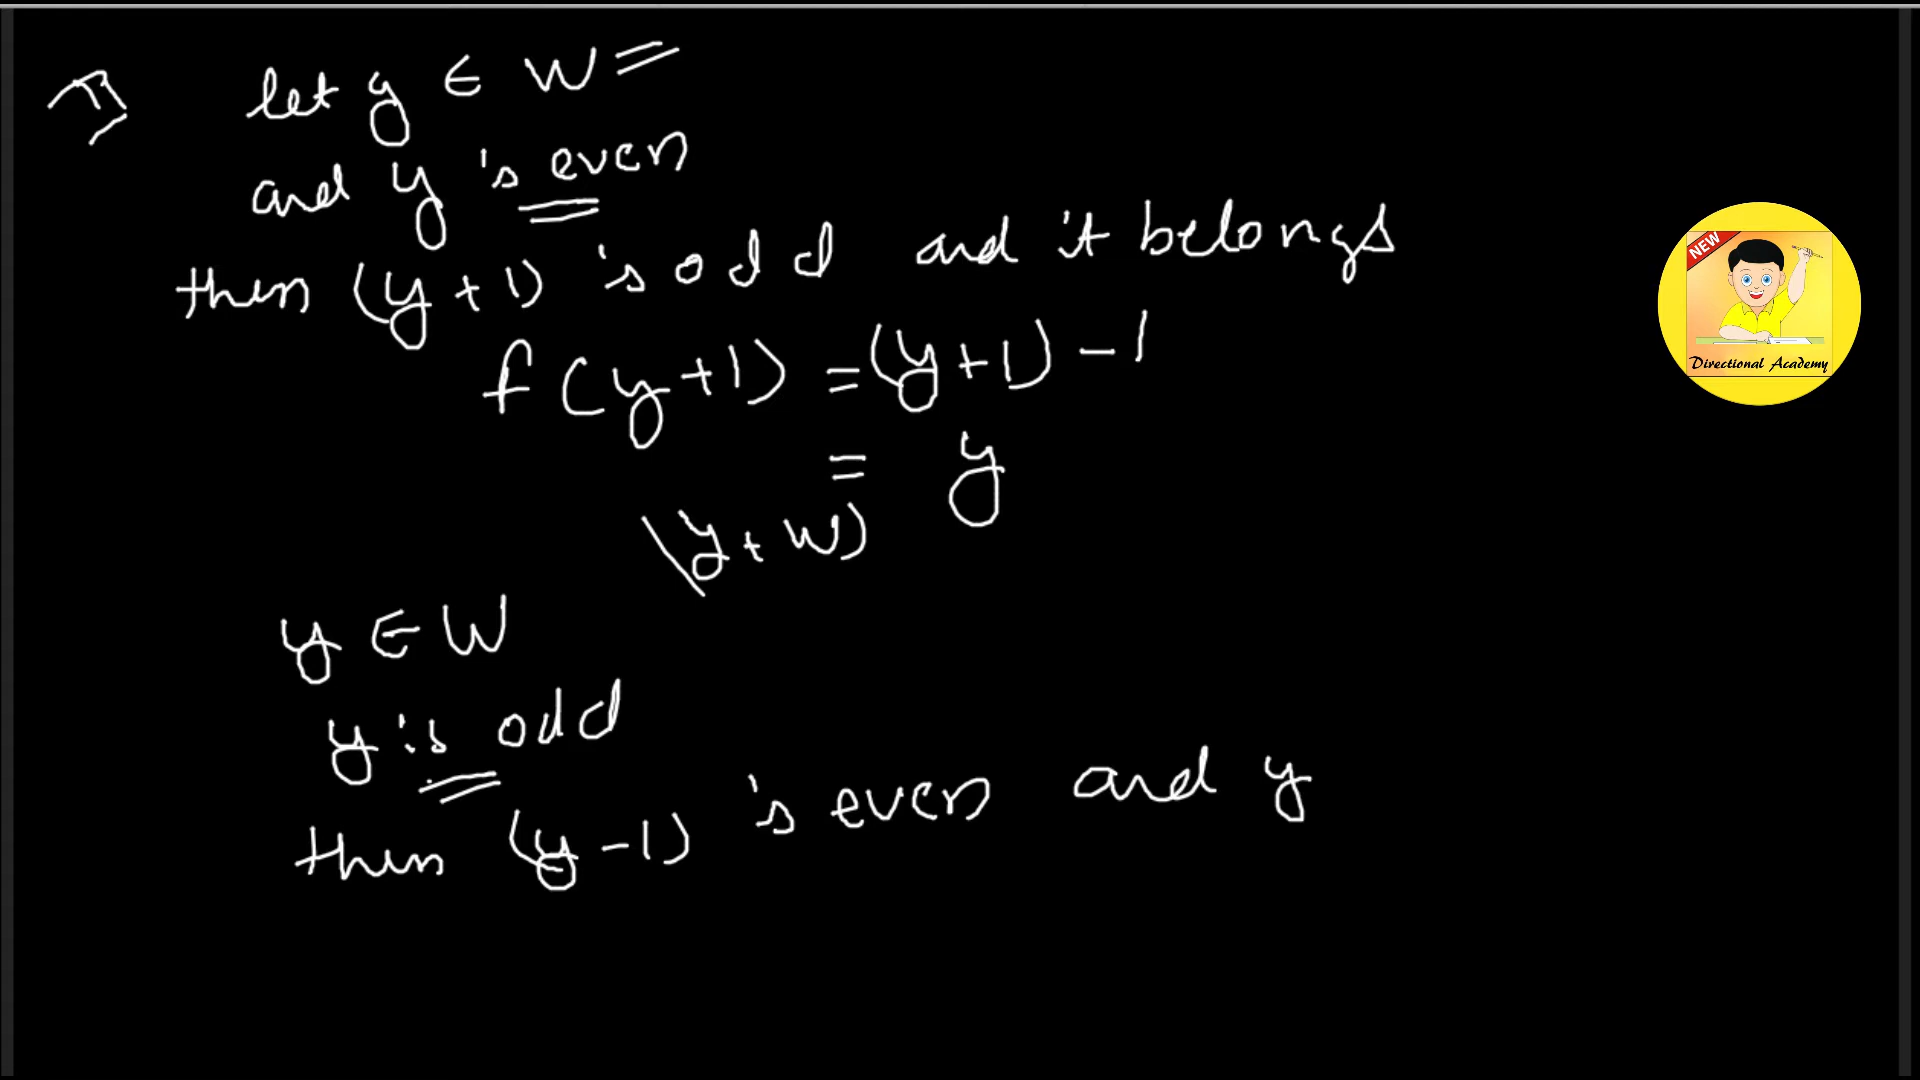 II let y ∈ W
and y is even
then (y+1) is odd and it belongs
f(y+1) = (y+1) - 1
= y
(y + W)
y ∈ W
y is odd
then (y-1) is even and y
NEW
Directional Academy